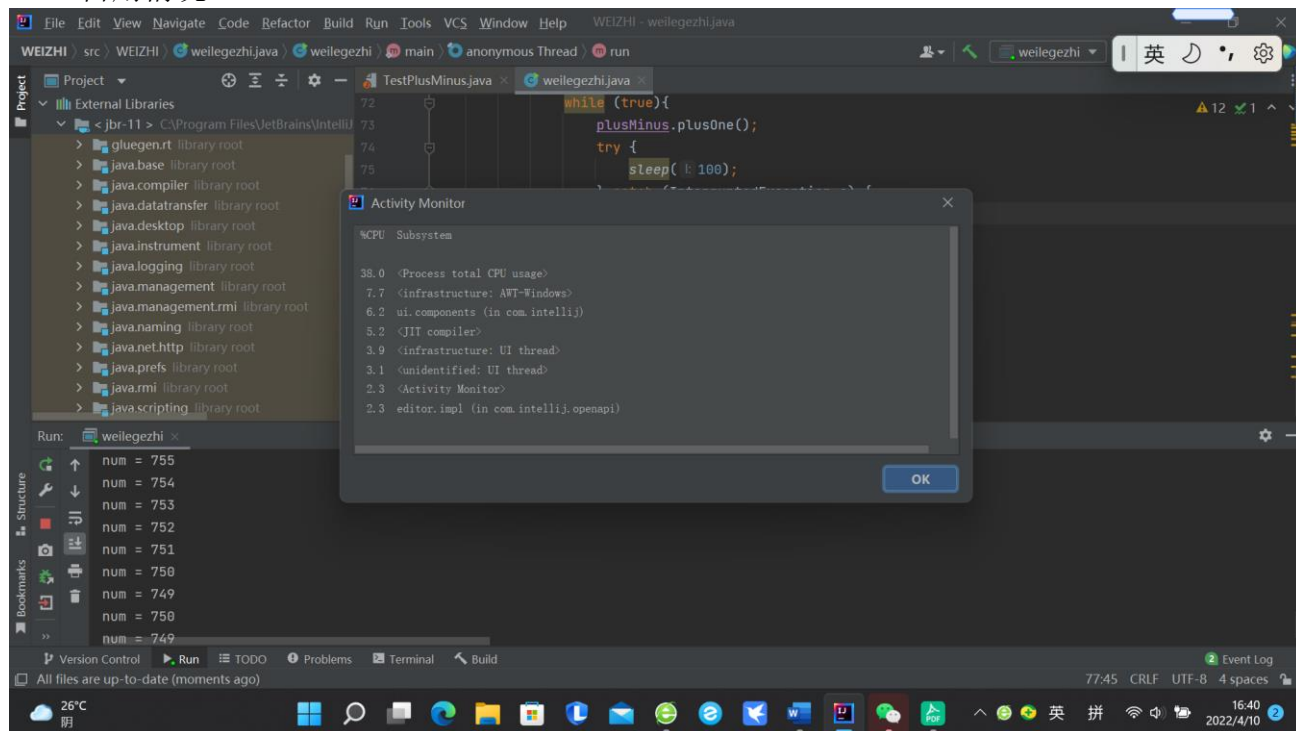 File Edit View Navigate Code Refactor Build Run Tools VCS Window Help WEIZHI - weilegezhi.java
WEIZHI src WEIZHI weilegezhi.java weilegezhi main anonymous Thread run weilegezhi 英
Project TestPlusMinus.java weilegezhi.java
Project
External Libraries
< jbr-11 > C:\Program Files\JetBrains\IntelliJ
gluegen.rt library root
java.base library root
java.compiler library root
java.datatransfer library root
java.desktop library root
java.instrument library root
java.logging library root
java.management library root
java.management.rmi library root
java.naming library root
java.net.http library root
java.prefs library root
java.rmi library root
java.scripting library root
72 while (true){
73 plusMinus.plusOne();
74 try {
75 sleep( l: 100);
12 1
Activity Monitor
%CPU Subsystem
38.0 <Process total CPU usage>
7.7 <infrastructure: AWT-Windows>
6.2 ui.components (in com.intellij)
5.2 <JIT compiler>
3.9 <infrastructure: UI thread>
3.1 <unidentified: UI thread>
2.3 <Activity Monitor>
2.3 editor.impl (in com.intellij.openapi)
OK
Run: weilegezhi
num = 755
num = 754
num = 753
num = 752
num = 751
num = 750
num = 749
num = 750
num = 749
Structure
Bookmarks
Version Control Run TODO Problems Terminal Build 2 Event Log
All files are up-to-date (moments ago) 77:45 CRLF UTF-8 4 spaces
26°C
阴
英 拼 16:40
2022/4/10 2